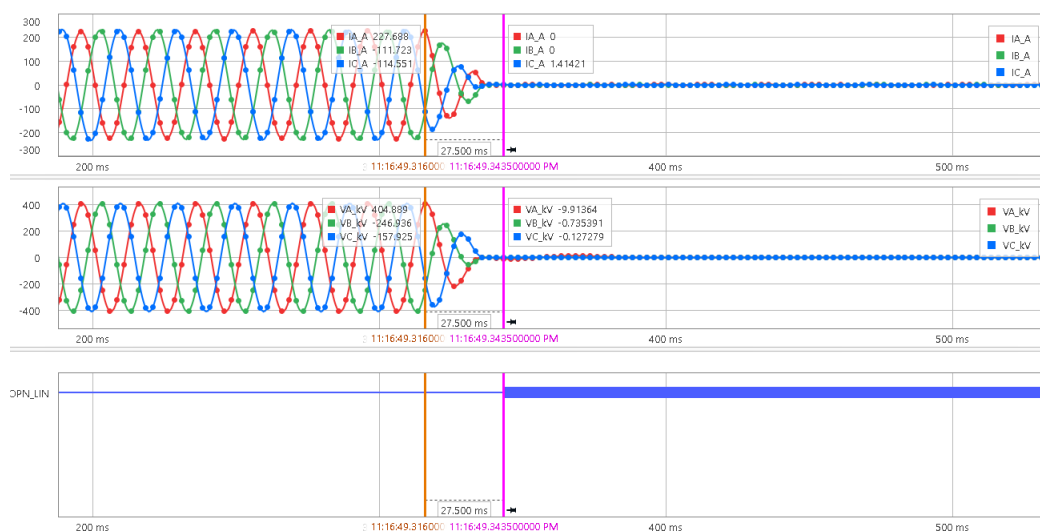 300
200
100
0
-100
-200
-300
IA_A 227.688
IB_A -111.723
IC_A -114.551
IA_A 0
IB_A 0
IC_A 1.41421
IA_A
IB_A
IC_A
27.500 ms
200 ms
11:16:49.316000
11:16:49.343500000 PM
400 ms
500 ms
400
200
0
-200
-400
VA_kV 404.889
VB_kV -246.936
VC_kV -157.925
VA_kV -9.91364
VB_kV -0.735391
VC_kV -0.127279
VA_kV
VB_kV
VC_kV
27.500 ms
200 ms
11:16:49.316000
11:16:49.343500000 PM
400 ms
500 ms
OPN_LIN
27.500 ms
200 ms
11:16:49.316000
11:16:49.343500000 PM
400 ms
500 ms